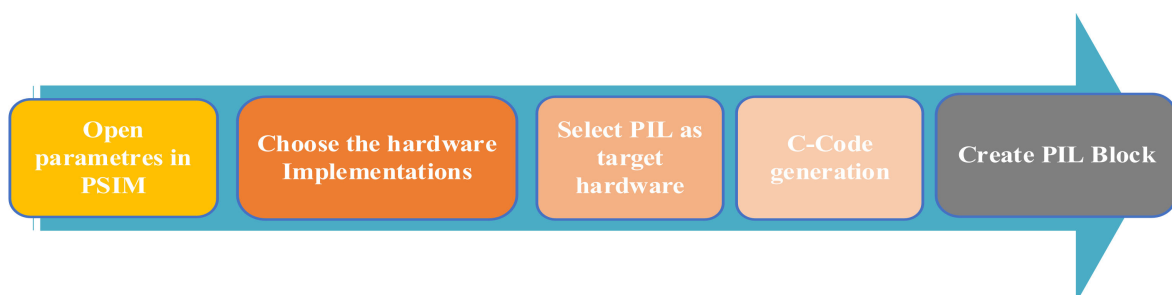 Open
parametres in
PSIM
Choose the hardware
Implementations
Select PIL as
target
hardware
C-Code
generation
Create PIL Block